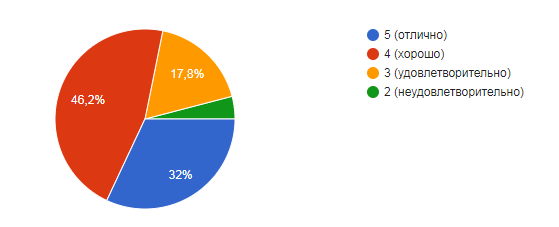 5 (отлично)
4 (хорошо)
3 (удовлетворительно)
2 (неудовлетворительно)
17,8%
46,2%
32%